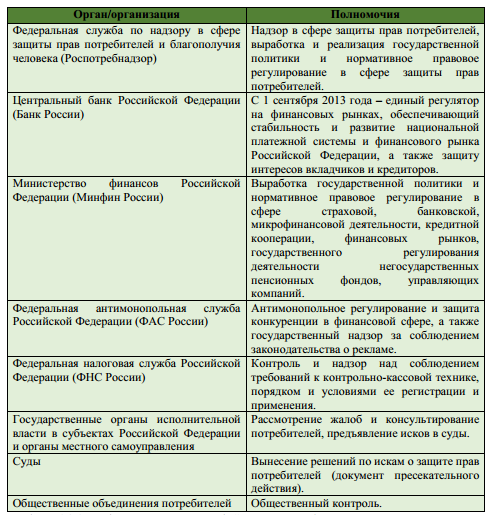 Орган/организация
Полномочия
Федеральная служба по надзору в сфере
защиты прав потребителей и благополучия
человека (Роспотребнадзор)
Надзор в сфере защиты прав потребителей,
выработка и реализация государственной
политики и нормативное правовое
регулирование в сфере защиты прав
потребителей.
Центральный банк Российской Федерации
(Банк России)
С 1 сентября 2013 года – единый регулятор
на финансовых рынках, обеспечивающий
стабильность и развитие национальной
платежной системы и финансового рынка
Российской Федерации, а также защиту
интересов вкладчиков и кредиторов.
Министерство финансов Российской
Федерации (Минфин России)
Выработка государственной политики и
нормативное правовое регулирование в
сфере страховой, банковской,
микрофинансовой деятельности, кредитной
кооперации, финансовых рынков,
государственного регулирования
деятельности негосударственных
пенсионных фондов, управляющих
компаний.
Федеральная антимонопольная служба
Российской Федерации (ФАС России)
Антимонопольное регулирование и защита
конкуренции в финансовой сфере, а также
государственный надзор за соблюдением
законодательства о рекламе.
Федеральная налоговая служба Российской
Федерации (ФНС России)
Контроль и надзор над соблюдением
требований к контрольно-кассовой технике,
порядком и условиями ее регистрации и
применения.
Государственные органы исполнительной
власти в субъектах Российской Федерации
и органы местного самоуправления
Рассмотрение жалоб и консультирование
потребителей, предъявление исков в суды.
Суды
Вынесение решений по искам о защите прав
потребителей (документ пресекательного
действия).
Общественные объединения потребителей
Общественный контроль.